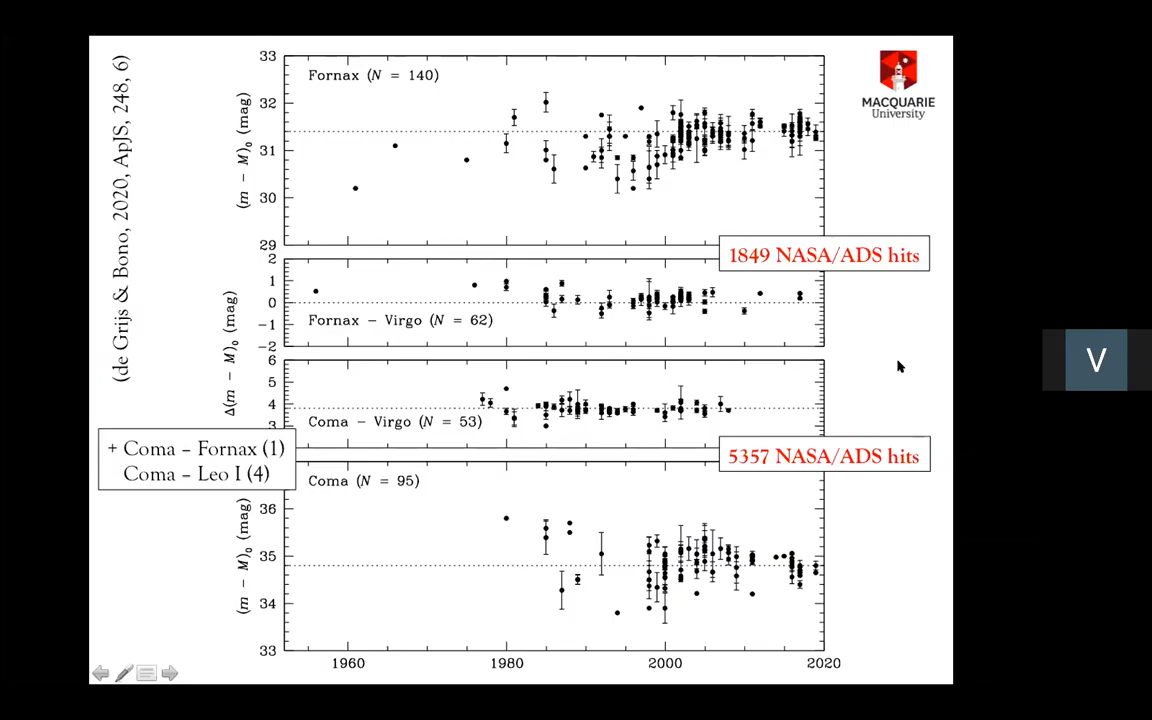 (de Grijs & Bono, 2020, ApJS, 248, 6)
33
32
31
30
29
(m − M)₀ (mag)
Fornax (N = 140)
MACQUARIE
University
1849 NASA/ADS hits
2
1
0
−1
−2
Δ(m − M)₀ (mag)
Fornax − Virgo (N = 62)
6
5
4
3
Coma − Virgo (N = 53)
+ Coma – Fornax (1)
Coma – Leo I (4)
5357 NASA/ADS hits
Coma (N = 95)
36
35
34
33
(m − M)₀ (mag)
1960
1980
2000
2020
V